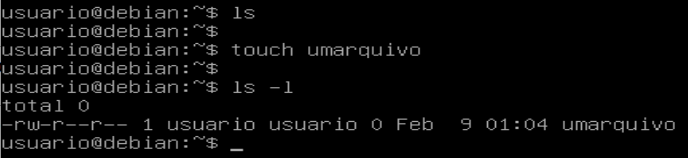 usuario@debian:~$ ls
usuario@debian:~$
usuario@debian:~$ touch umarquivo
usuario@debian:~$
usuario@debian:~$ ls -l
total 0
-rw-r--r-- 1 usuario usuario 0 Feb  9 01:04 umarquivo
usuario@debian:~$ _